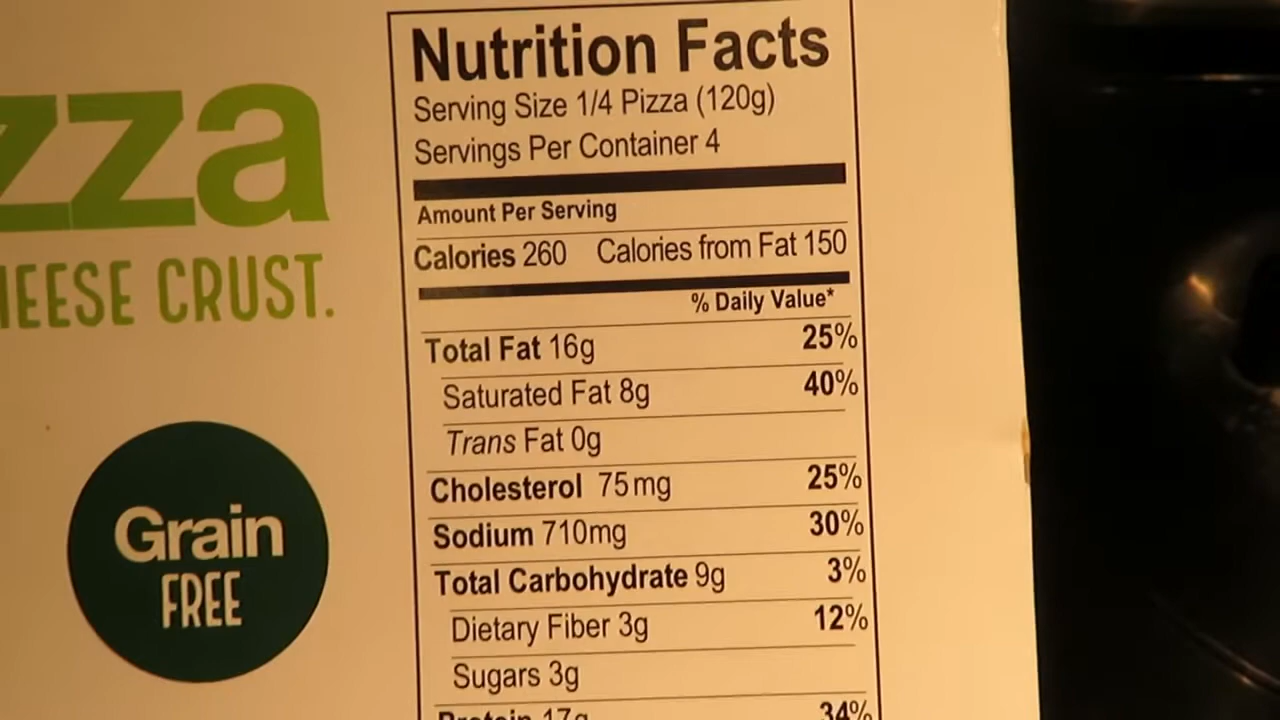 zza
HEESE CRUST.
Grain
FREE
Nutrition Facts
Serving Size 1/4 Pizza (120g)
Servings Per Container 4
Amount Per Serving
Calories 260 Calories from Fat 150
% Daily Value*
Total Fat 16g 25%
Saturated Fat 8g 40%
Trans Fat 0g
Cholesterol 75mg 25%
Sodium 710mg 30%
Total Carbohydrate 9g 3%
Dietary Fiber 3g 12%
Sugars 3g
Protein 17g 34%